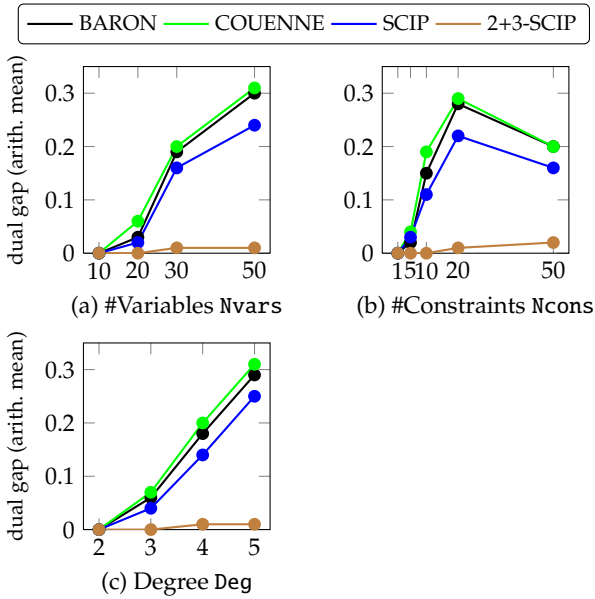 BARON COUENNE SCIP 2+3-SCIP
dual gap (arith. mean)
0.3
0.2
0.1
0
10 20 30 50
(a) #Variables Nvars
0.3
0.2
0.1
0
1 5 10 20 50
(b) #Constraints Ncons
dual gap (arith. mean)
0.3
0.2
0.1
0
2 3 4 5
(c) Degree Deg